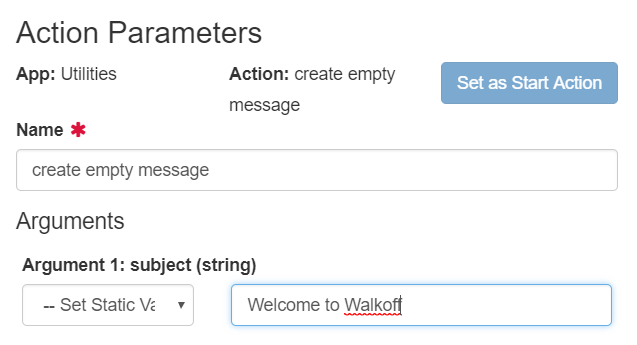 Action Parameters
App: Utilities
Action: create empty
message
Set as Start Action
Name ✱
create empty message
Arguments
Argument 1: subject (string)
-- Set Static Va
Welcome to Walkoff